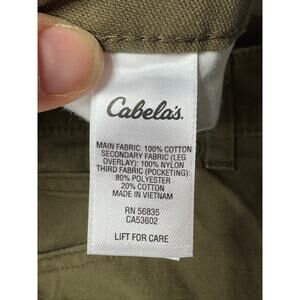 Cabela's
MAIN FABRIC: 100% COTTON
SECONDARY FABRIC (LEG
OVERLAY): 100% NYLON
THIRD FABRIC (POCKETING):
80% POLYESTER
20% COTTON
MADE IN VIETNAM
RN 56835
CA53602
LIFT FOR CARE